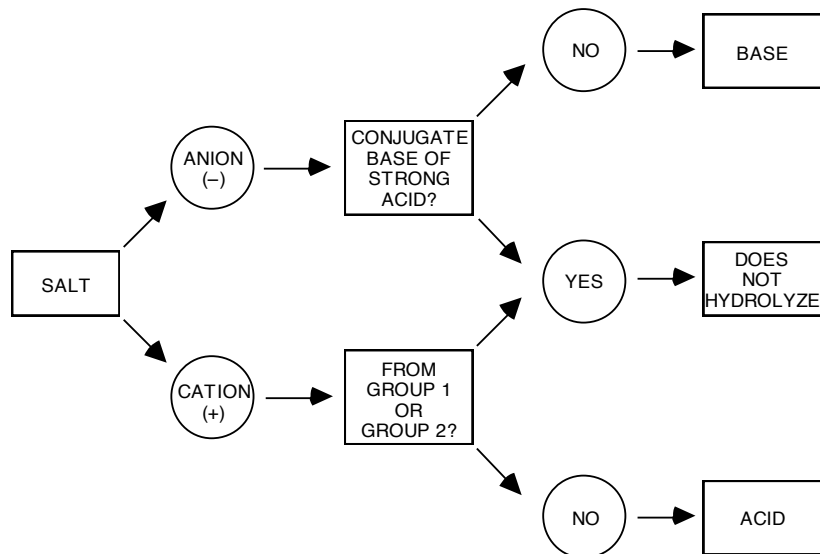 NO
BASE
ANION
(–)
CONJUGATE
BASE OF
STRONG
ACID?
SALT
YES
DOES
NOT
HYDROLYZE
CATION
(+)
FROM
GROUP 1
OR
GROUP 2?
NO
ACID